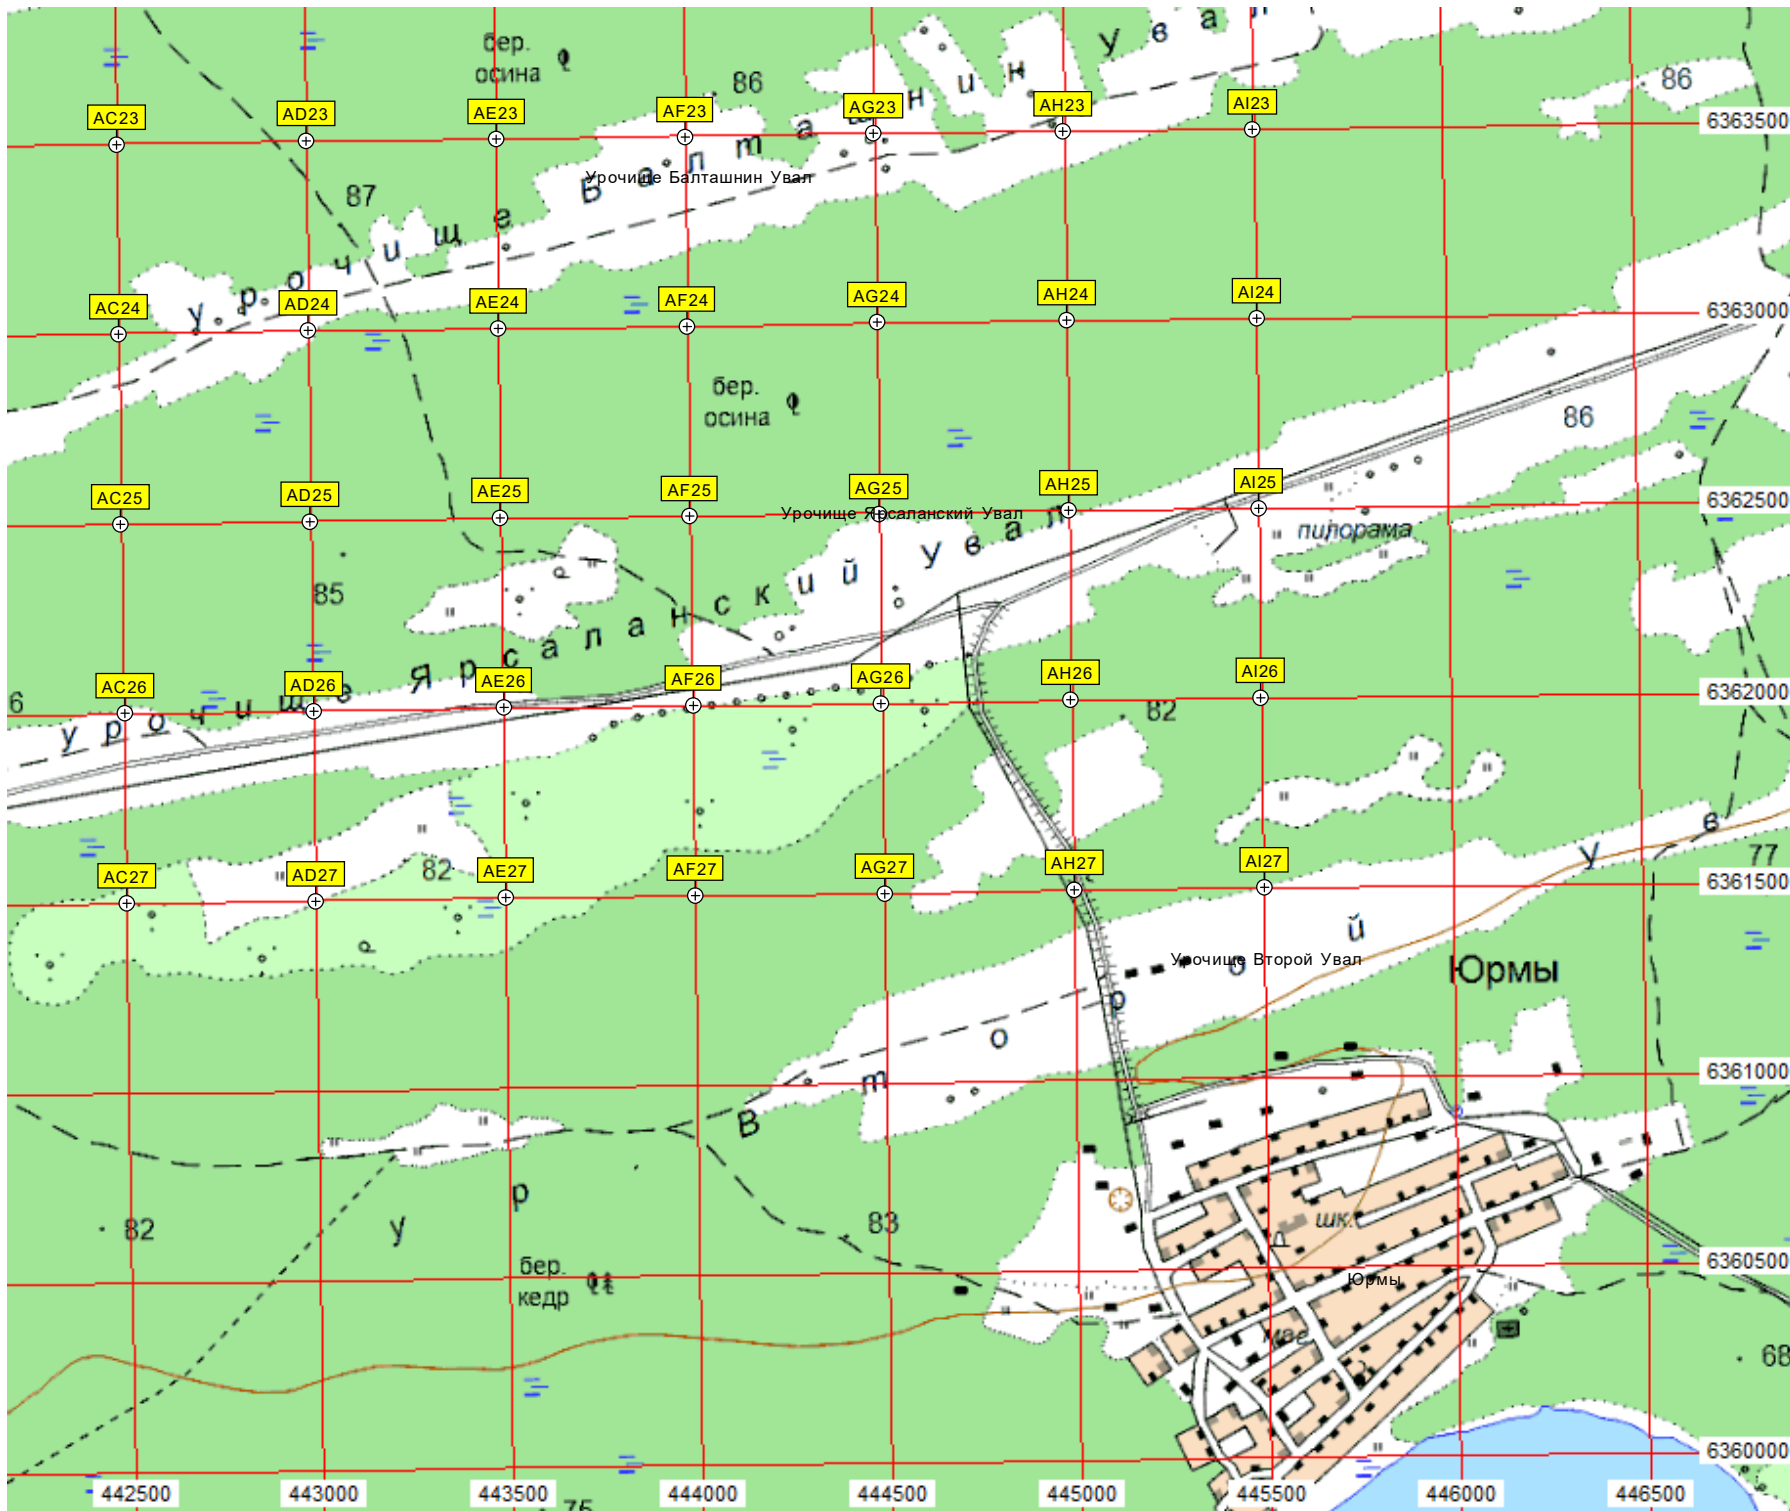 У в а л
бер.
осина
86
86
н и н
AC23
AD23
AE23
AF23
AG23
AH23
AI23
6363500
Б а л т а ш
Урочище Балташнин Увал
87
у р о ч и щ е
AC24
AD24
AE24
AF24
AG24
AH24
AI24
6363000
бер.
осина
86
AC25
AD25
AE25
AF25
AG25
AH25
AI25
6362500
Урочище Ярсаланский Увал
пилорама
У в а л
85
Я р с а л а н с к и й
AC26
AD26
AE26
AF26
AG26
AH26
AI26
6362000
6
у р о ч и щ е
82
82
AC27
AD27
AE27
AF27
AG27
AH27
AI27
6361500
У в
77
й
Урочище Второй Увал
о
Юрмы
р
о
т
6361000
В
у р
82
83
шк.
бер.
кедр
6360500
Юрмы
68
6360000
442500
443000
443500
444000
444500
445000
445500
446000
446500
75